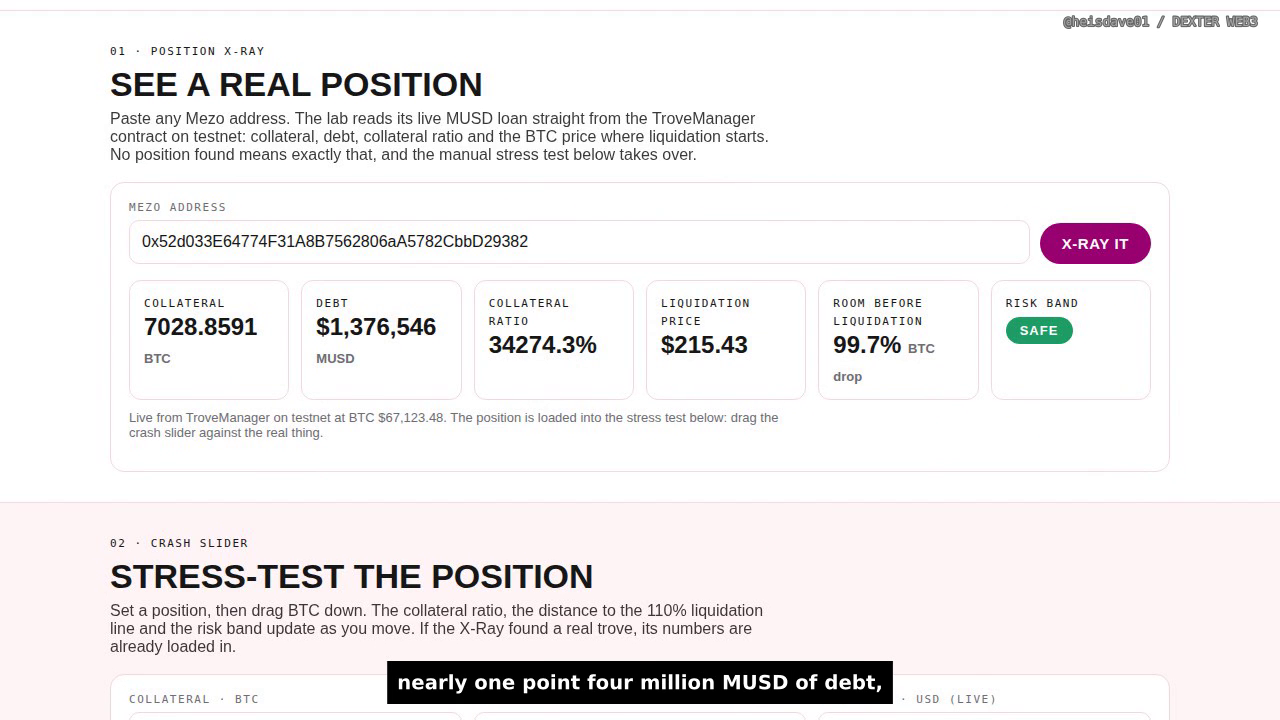 @heisdave01 / DEXTER WEB3
01 · POSITION X-RAY
SEE A REAL POSITION
Paste any Mezo address. The lab reads its live MUSD loan straight from the TroveManager
contract on testnet: collateral, debt, collateral ratio and the BTC price where liquidation starts.
No position found means exactly that, and the manual stress test below takes over.
MEZO ADDRESS
0x52d033E64774F31A8B7562806aA5782CbbD29382
X-RAY IT
COLLATERAL
7028.8591
BTC
DEBT
$1,376,546
MUSD
COLLATERAL
RATIO
34274.3%
LIQUIDATION
PRICE
$215.43
ROOM BEFORE
LIQUIDATION
99.7% BTC
drop
RISK BAND
SAFE
Live from TroveManager on testnet at BTC $67,123.48. The position is loaded into the stress test below: drag the
crash slider against the real thing.
02 · CRASH SLIDER
STRESS-TEST THE POSITION
Set a position, then drag BTC down. The collateral ratio, the distance to the 110% liquidation
line and the risk band update as you move. If the X-Ray found a real trove, its numbers are
already loaded in.
COLLATERAL · BTC
· USD (LIVE)
nearly one point four million MUSD of debt,